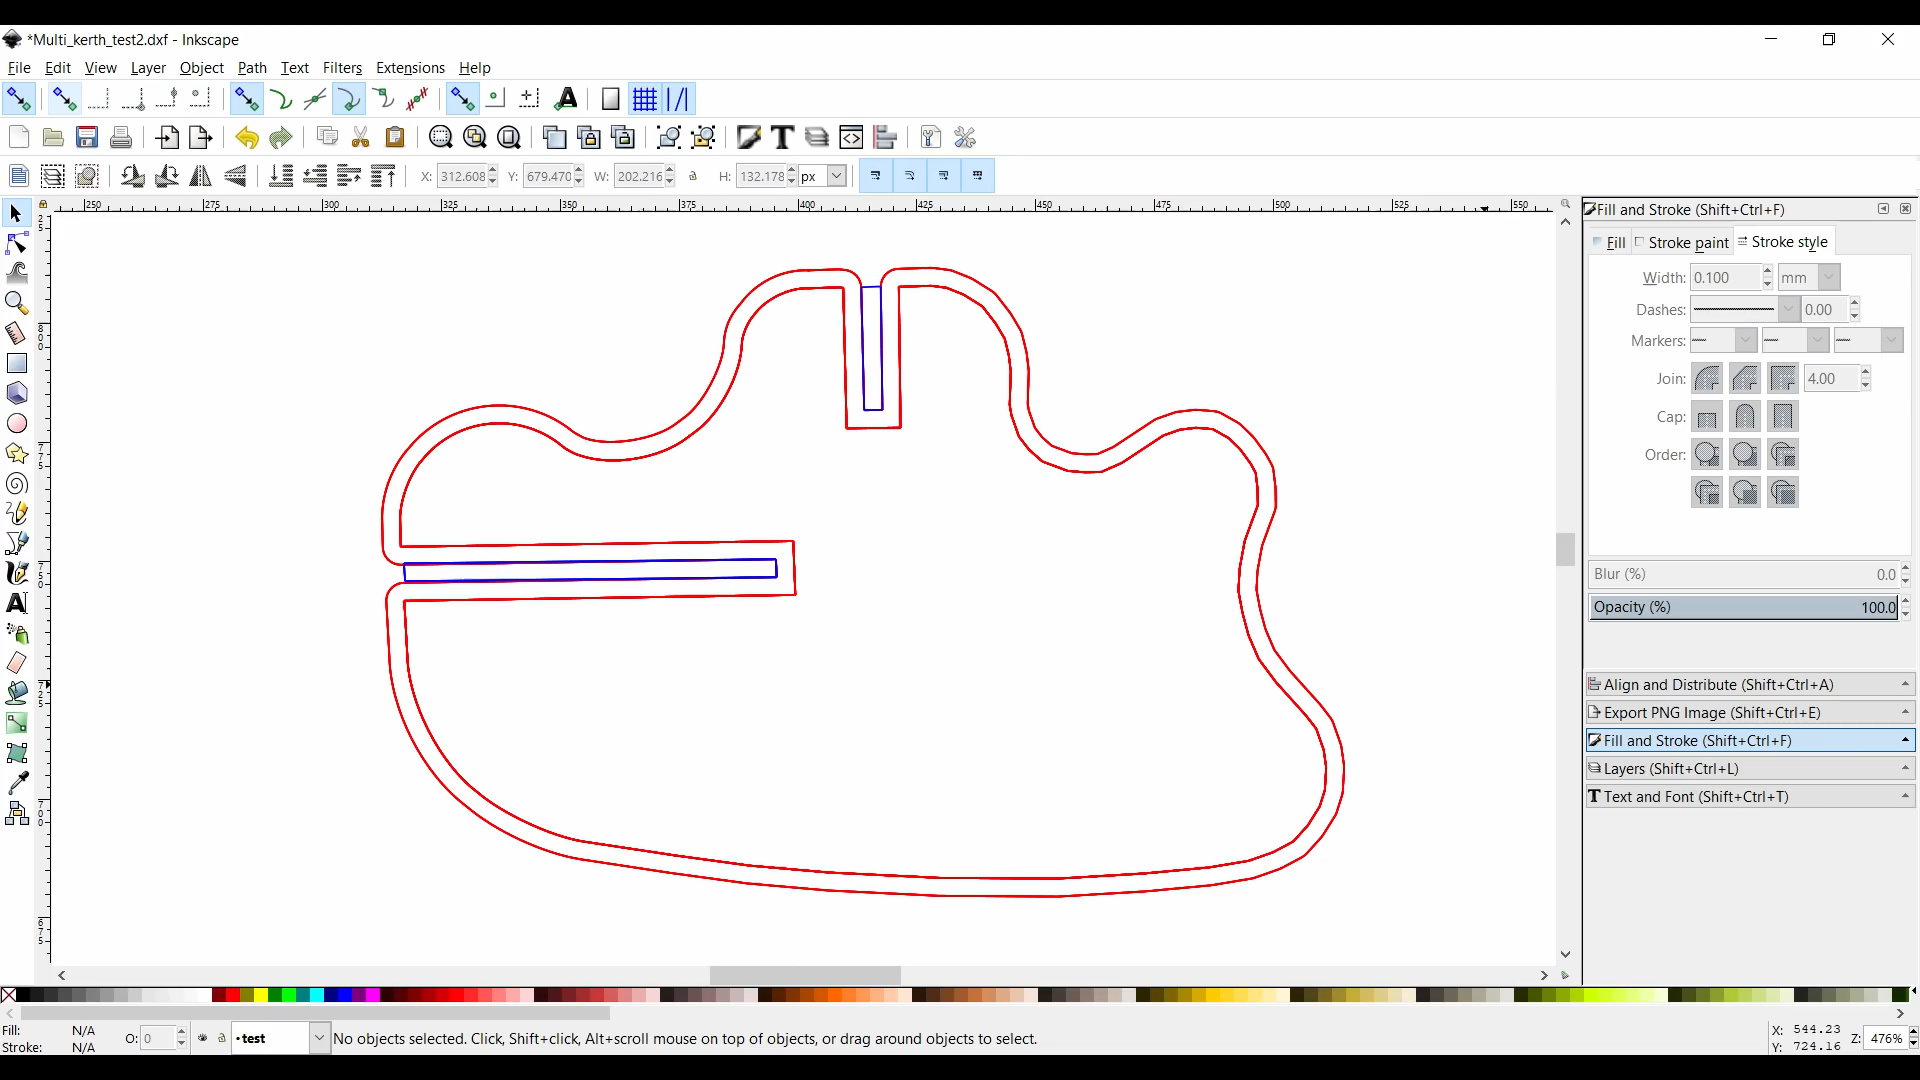 *Multi_kerth_test2.dxf - Inkscape
File Edit View Layer Object Path Text Filters Extensions Help
X: 312.608 Y: 679.470 W: 202.216 H: 132.178 px
250 275 300 325 350 375 400 425 450 475 500 525 550
Fill and Stroke (Shift+Ctrl+F)
Fill Stroke paint Stroke style
Width: 0.100 mm
Dashes: 0.00
Markers:
Join: 4.00
Cap:
Order:
Blur (%) 0.0
Opacity (%) 100.0
Align and Distribute (Shift+Ctrl+A)
Export PNG Image (Shift+Ctrl+E)
Fill and Stroke (Shift+Ctrl+F)
Layers (Shift+Ctrl+L)
Text and Font (Shift+Ctrl+T)
800
775
750
725
700
675
Fill: N/A
Stroke: N/A
O: 0
•test
No objects selected. Click, Shift+click, Alt+scroll mouse on top of objects, or drag around objects to select.
X: 544.23
Y: 724.16
Z: 476%